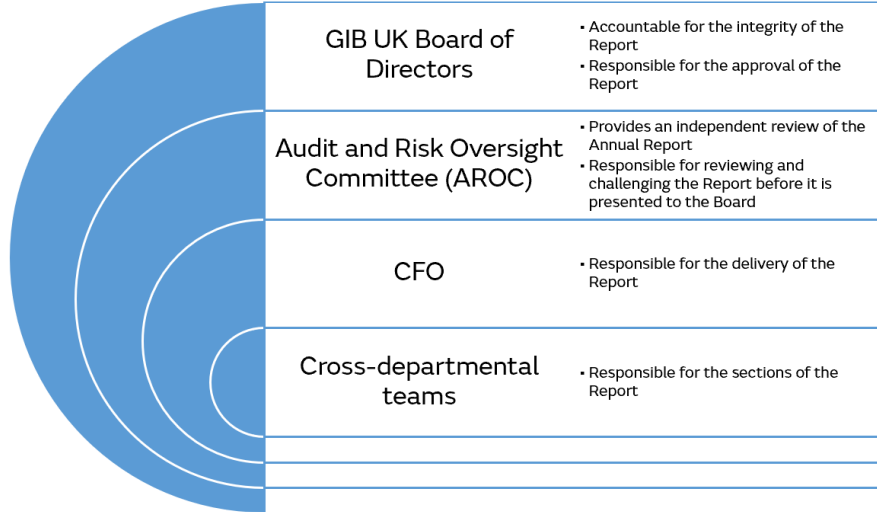 GIB UK Board of
Directors
▪ Accountable for the integrity of the
Report
▪ Responsible for the approval of the
Report
Audit and Risk Oversight
Committee (AROC)
▪ Provides an independent review of the
Annual Report
▪ Responsible for reviewing and
challenging the Report before it is
presented to the Board
CFO
▪ Responsible for the delivery of the
Report
Cross-departmental
teams
▪ Responsible for the sections of the
Report